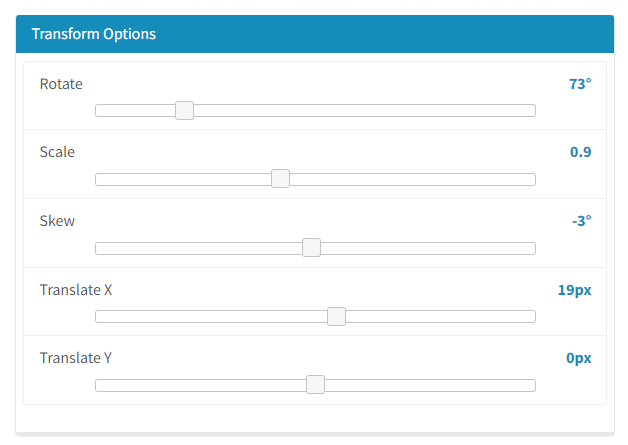 Transform Options
Rotate 73°
Scale 0.9
Skew -3°
Translate X 19px
Translate Y 0px